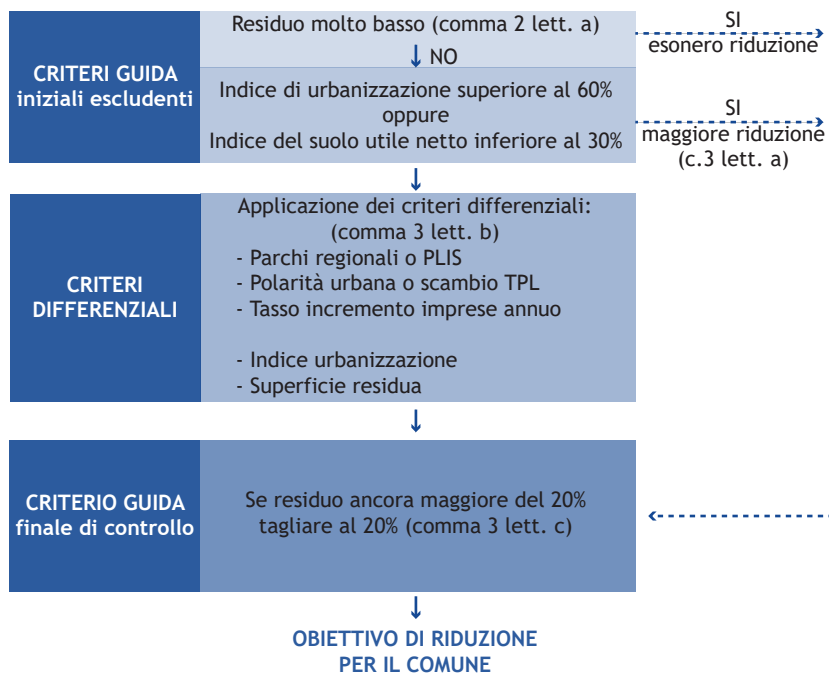 CRITERI GUIDA
iniziali escludenti
Residuo molto basso (comma 2 lett. a)
NO
SI
esonero riduzione
Indice di urbanizzazione superiore al 60%
oppure
Indice del suolo utile netto inferiore al 30%
SI
maggiore riduzione
(c.3 lett. a)
CRITERI
DIFFERENZIALI
Applicazione dei criteri differenziali:
(comma 3 lett. b)
- Parchi regionali o PLIS
- Polarità urbana o scambio TPL
- Tasso incremento imprese annuo
- Indice urbanizzazione
- Superficie residua
CRITERIO GUIDA
finale di controllo
Se residuo ancora maggiore del 20%
tagliare al 20% (comma 3 lett. c)
OBIETTIVO DI RIDUZIONE
PER IL COMUNE